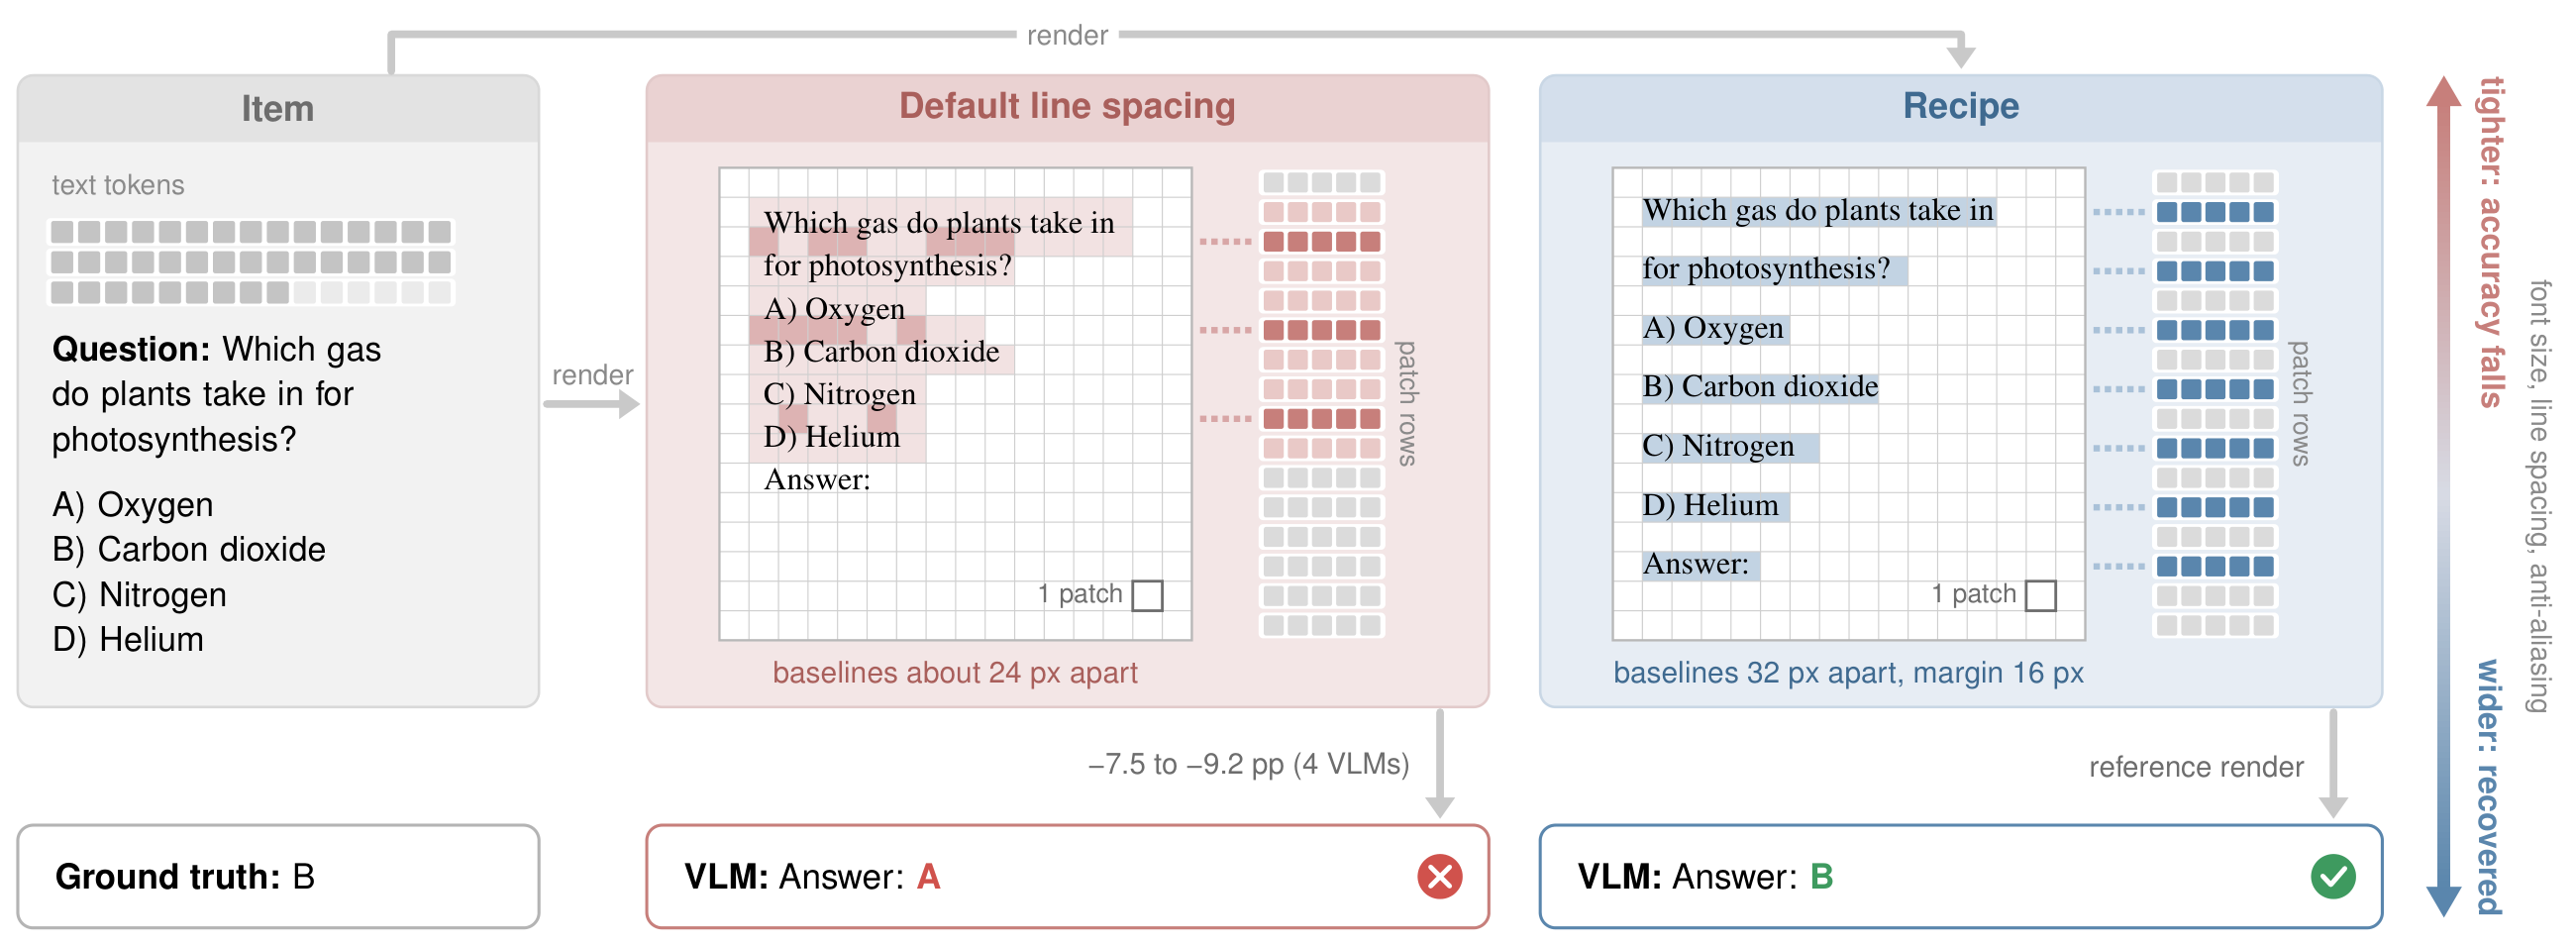 render
Item
text tokens
Question: Which gas
do plants take in for
photosynthesis?
A) Oxygen
B) Carbon dioxide
C) Nitrogen
D) Helium
render
Default line spacing
Which gas do plants take in
for photosynthesis?
A) Oxygen
B) Carbon dioxide
C) Nitrogen
D) Helium
Answer:
1 patch
patch rows
baselines about 24 px apart
Recipe
Which gas do plants take in
for photosynthesis?
A) Oxygen
B) Carbon dioxide
C) Nitrogen
D) Helium
Answer:
1 patch
patch rows
baselines 32 px apart, margin 16 px
tighter: accuracy falls
wider: recovered
font size, line spacing, anti-aliasing
−7.5 to −9.2 pp (4 VLMs)
reference render
Ground truth: B
VLM: Answer: A
VLM: Answer: B